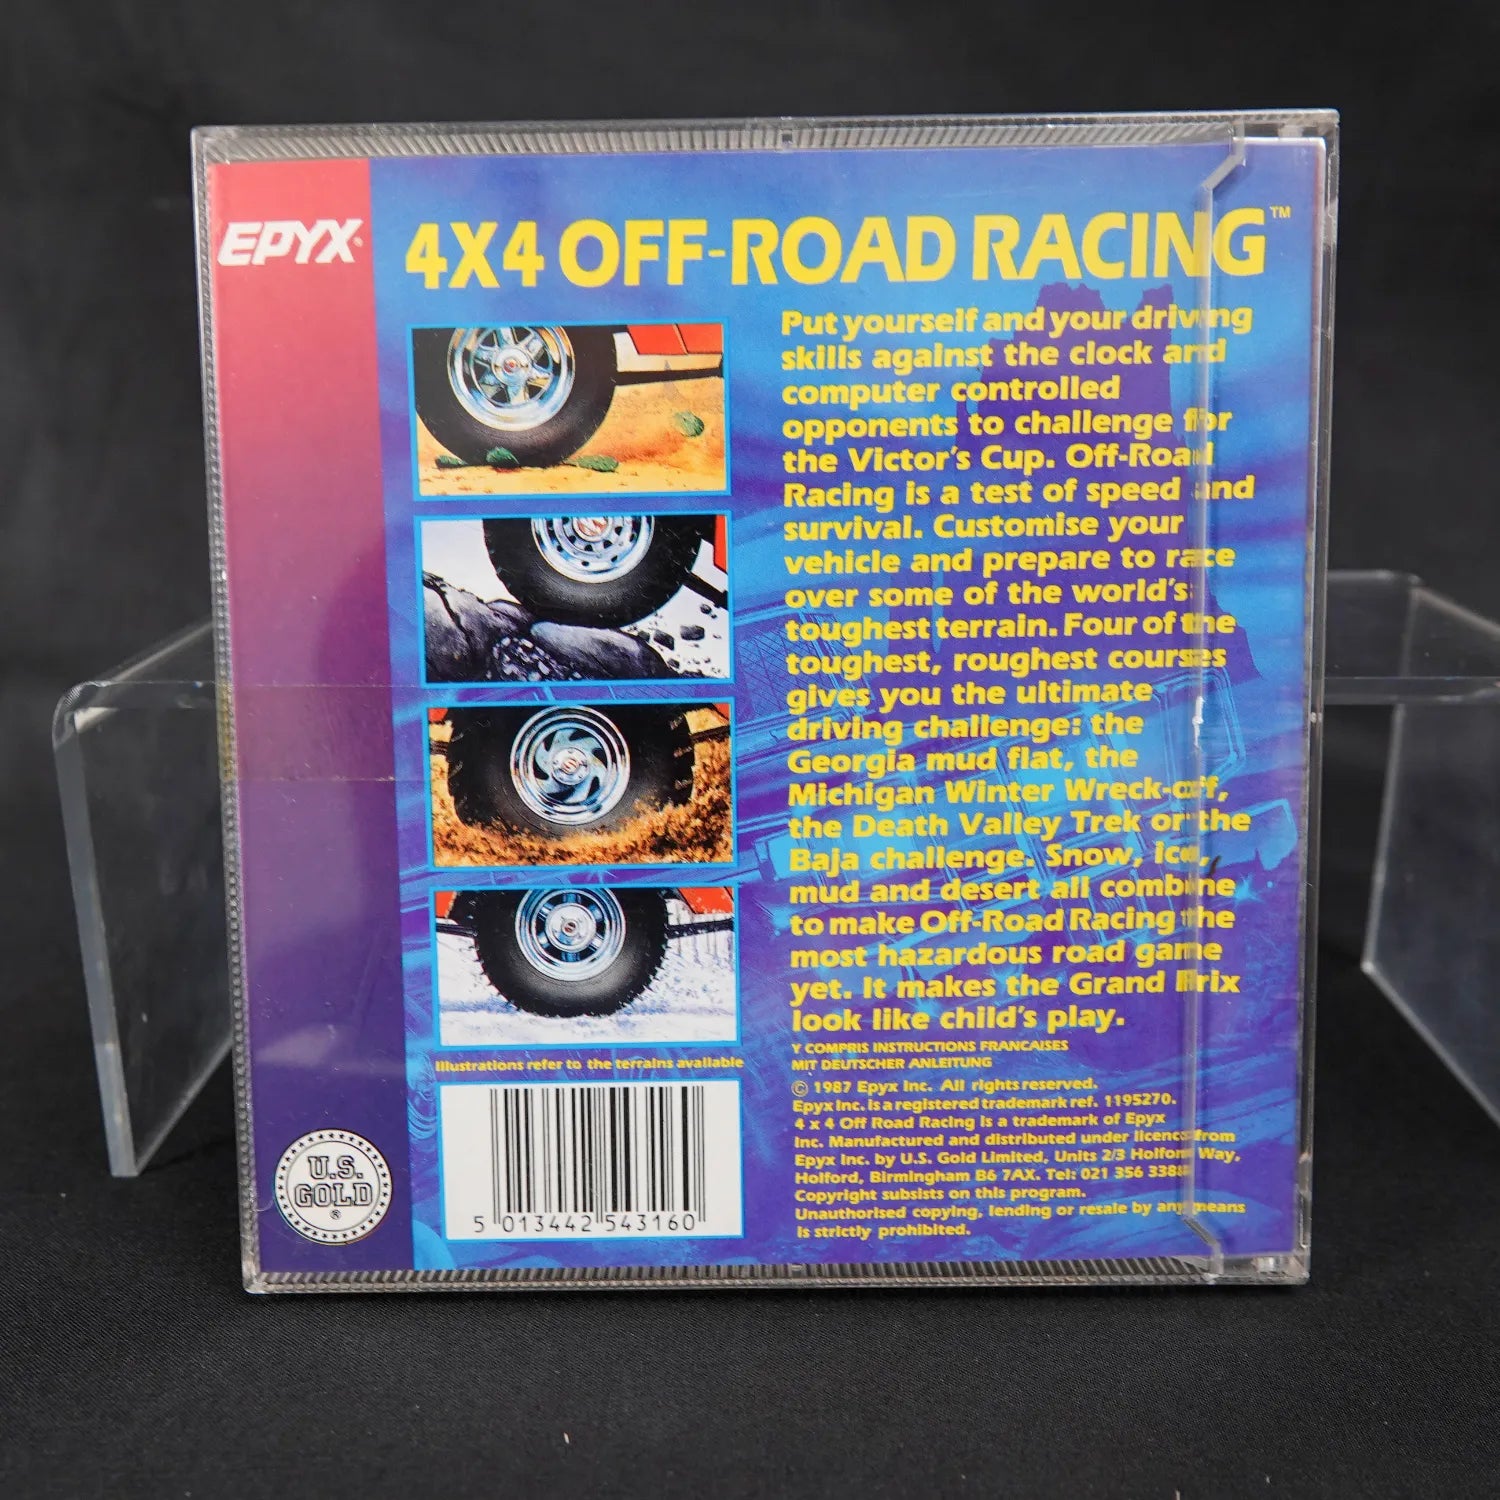 EPYX®
4X4 OFF-ROAD RACING™
Put yourself and your driving
skills against the clock and
computer controlled
opponents to challenge for
the Victor's Cup. Off-Road
Racing is a test of speed and
survival. Customise your
vehicle and prepare to race
over some of the world's
toughest terrain. Four of the
toughest, roughest courses
gives you the ultimate
driving challenge: the
Georgia mud flat, the
Michigan Winter Wreck-off,
the Death Valley Trek or the
Baja challenge. Snow, ice,
mud and desert all combine
to make Off-Road Racing the
most hazardous road game
yet. It makes the Grand Prix
look like child's play.
Y COMPRIS INSTRUCTIONS FRANCAISES
MIT DEUTSCHER ANLEITUNG
© 1987 Epyx Inc. All rights reserved.
Epyx Inc. is a registered trademark ref. 1195270.
4 x 4 Off Road Racing is a trademark of Epyx
Inc. Manufactured and distributed under licence from
Epyx Inc. by U.S. Gold Limited, Units 2/3 Holford Way,
Holford, Birmingham B6 7AX. Tel: 021 356 3388
Copyright subsists on this program.
Unauthorised copying, lending or resale by any means
is strictly prohibited.
Illustrations refer to the terrains available
5 013442 543160
U.S.
GOLD
®